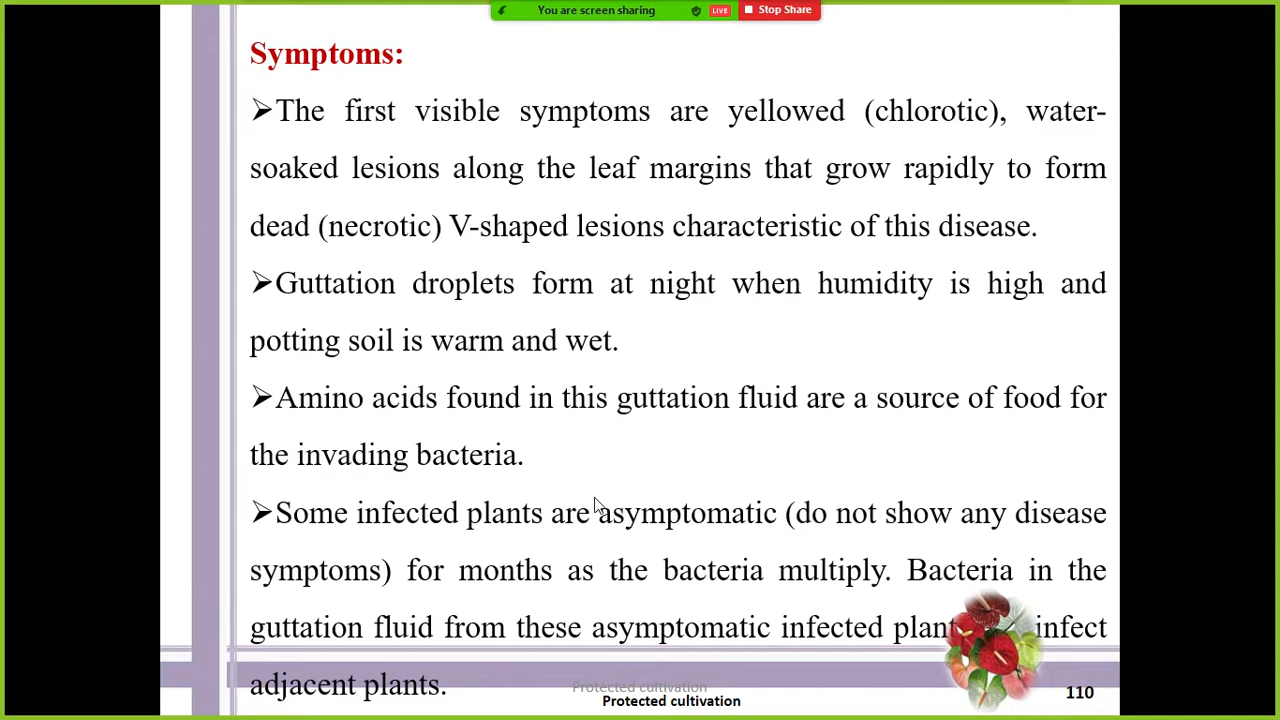 You are screen sharing LIVE Stop Share
Symptoms:
➢The first visible symptoms are yellowed (chlorotic), water-
soaked lesions along the leaf margins that grow rapidly to form
dead (necrotic) V-shaped lesions characteristic of this disease.
➢Guttation droplets form at night when humidity is high and
potting soil is warm and wet.
➢Amino acids found in this guttation fluid are a source of food for
the invading bacteria.
➢Some infected plants are asymptomatic (do not show any disease
symptoms) for months as the bacteria multiply. Bacteria in the
guttation fluid from these asymptomatic infected infect
adjacent plants.
Protected cultivation
Protected cultivation
110